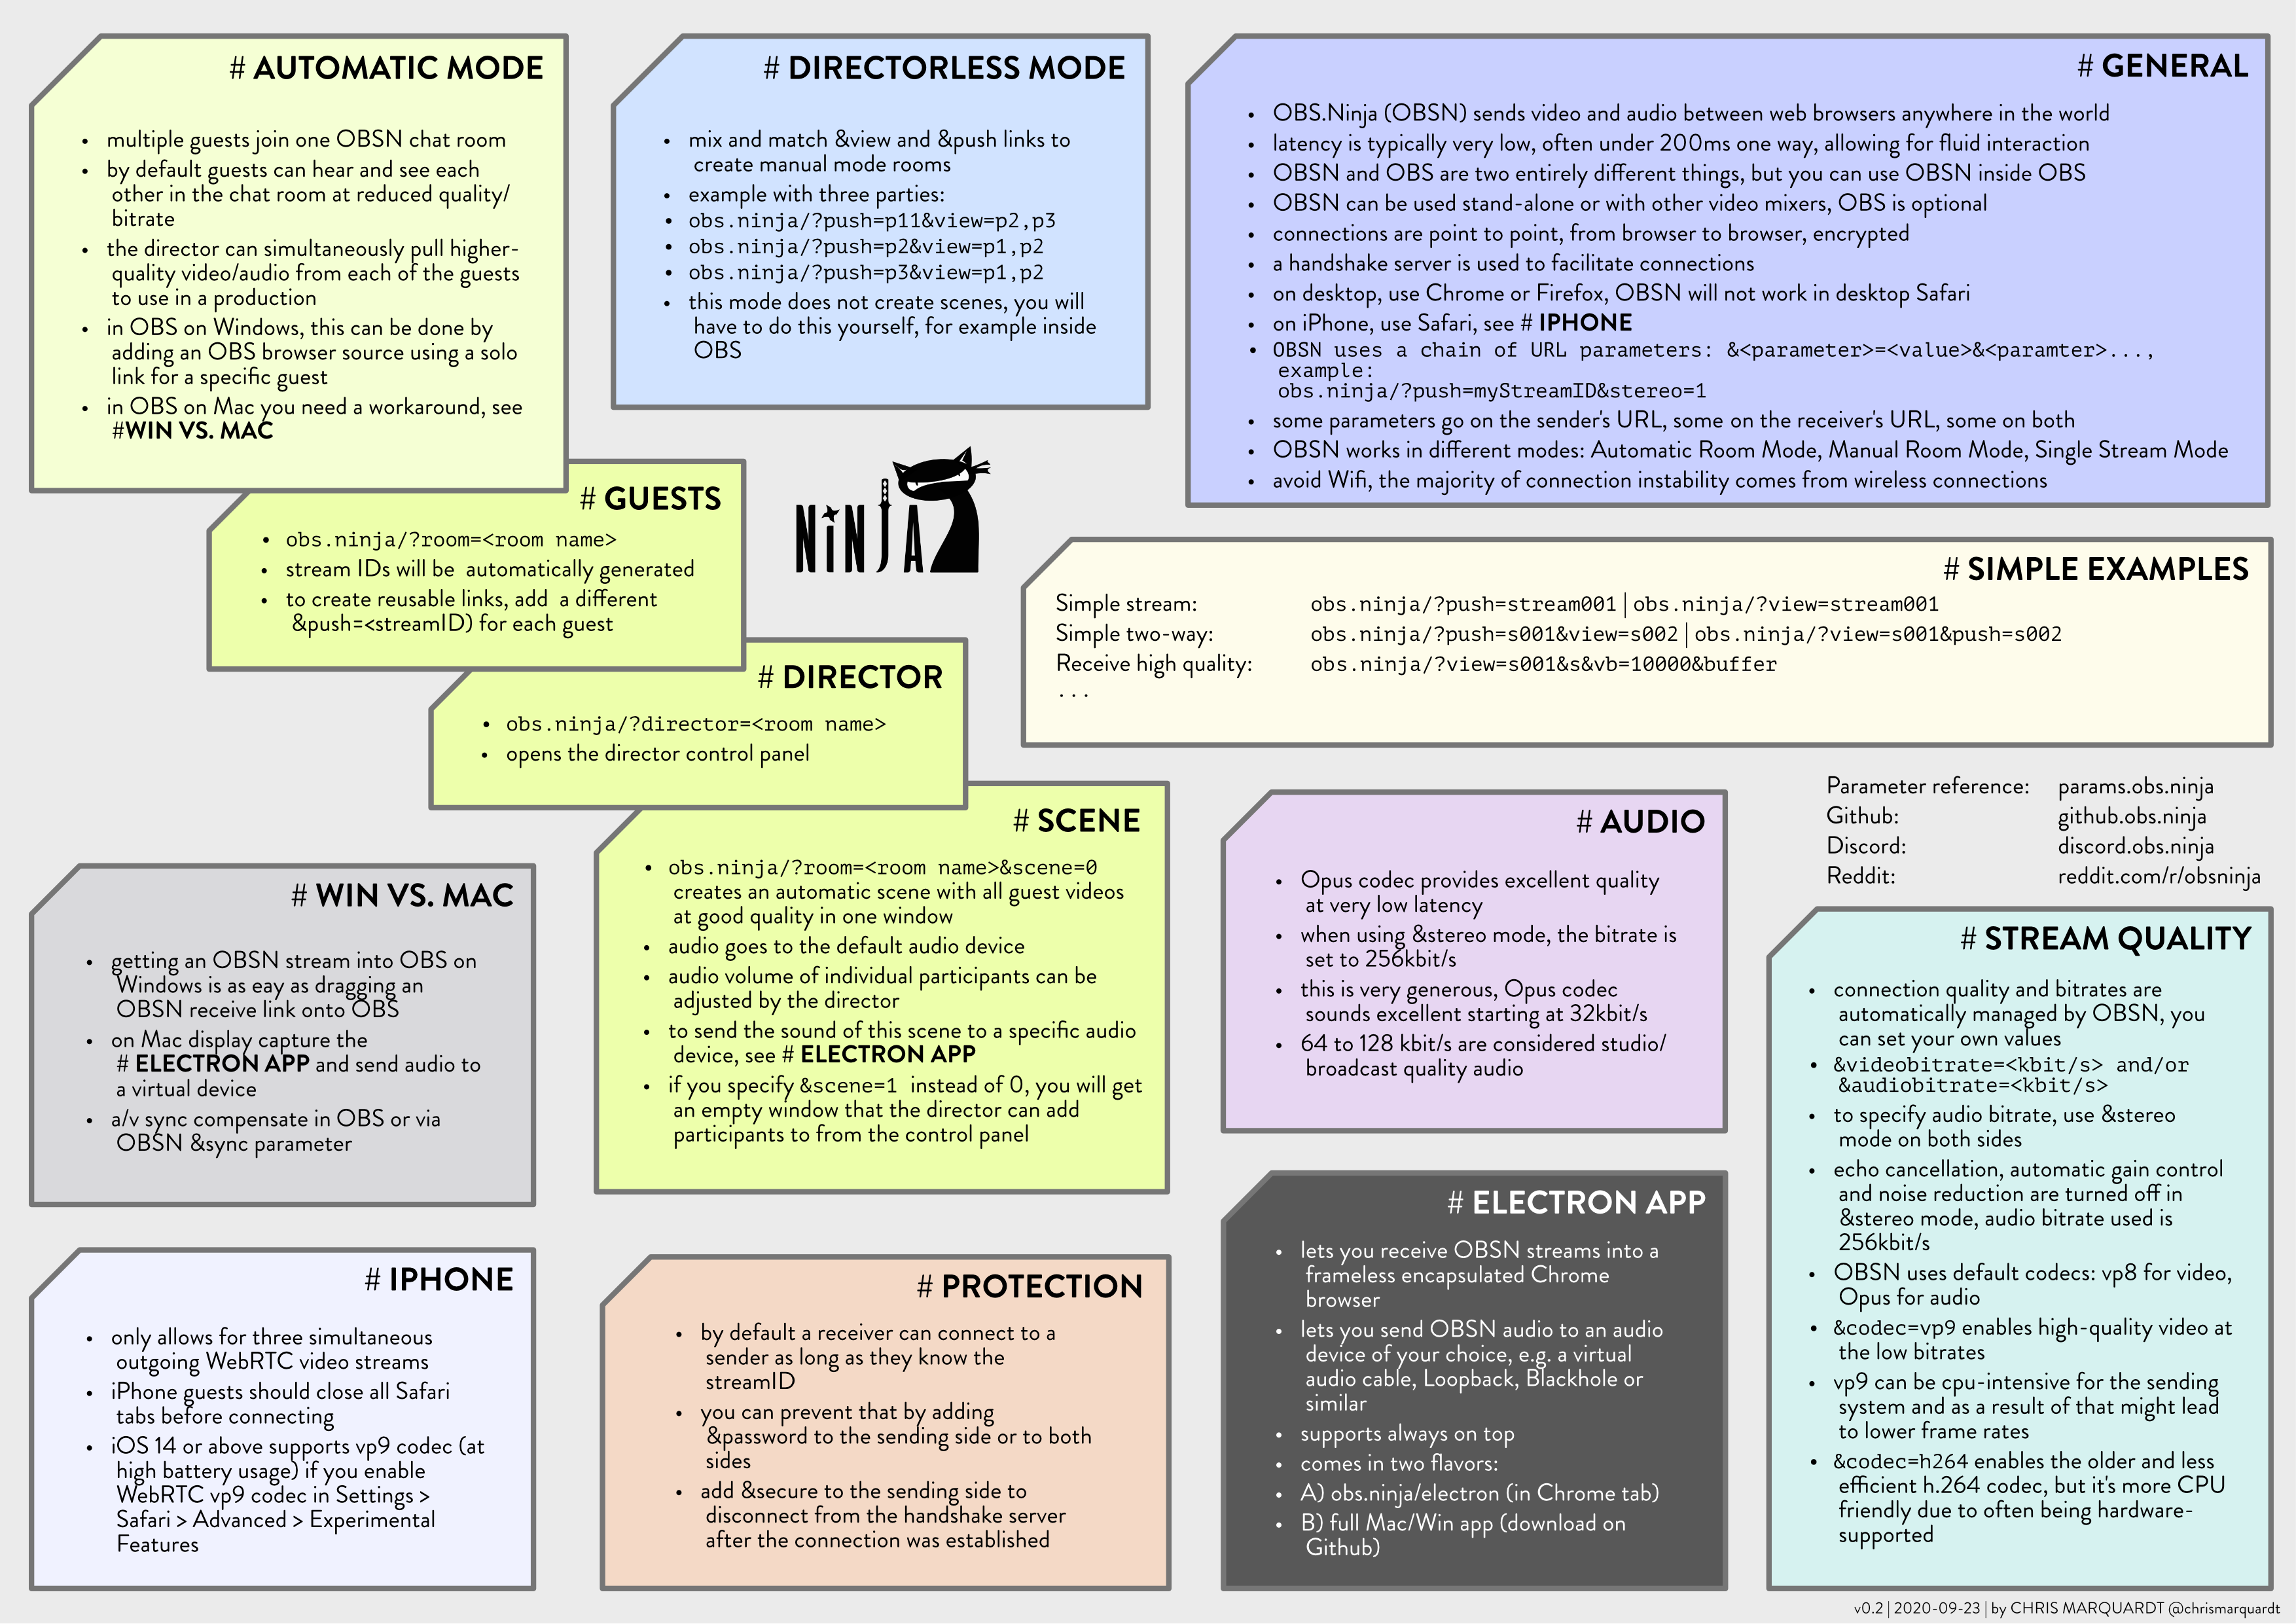 # AUTOMATIC MODE
• multiple guests join one OBSN chat room
• by default guests can hear and see each
other in the chat room at reduced quality/
bitrate
• the director can simultaneously pull higher-
quality video/audio from each of the guests
to use in a production
• in OBS on Windows, this can be done by
adding an OBS browser source using a solo
link for a specific guest
• in OBS on Mac you need a workaround, see
#WIN VS. MAC
# GUESTS
• obs.ninja/?room=<room name>
• stream IDs will be  automatically generated
• to create reusable links, add  a different
&push=<streamID) for each guest
# DIRECTOR
• obs.ninja/?director=<room name>
• opens the director control panel
# SCENE
• obs.ninja/?room=<room name>&scene=0
creates an automatic scene with all guest videos
at good quality in one window
• audio goes to the default audio device
• audio volume of individual participants can be
adjusted by the director
• to send the sound of this scene to a specific audio
device, see # ELECTRON APP
• if you specify &scene=1  instead of 0, you will get
an empty window that the director can add
participants to from the control panel
# DIRECTORLESS MODE
• mix and match &view and &push links to
create manual mode rooms
• example with three parties:
• obs.ninja/?push=p11&view=p2,p3
• obs.ninja/?push=p2&view=p1,p2
• obs.ninja/?push=p3&view=p1,p2
• this mode does not create scenes, you will
have to do this yourself, for example inside
OBS
NiNJA
# GENERAL
• OBS.Ninja (OBSN) sends video and audio between web browsers anywhere in the world
• latency is typically very low, often under 200ms one way, allowing for fluid interaction
• OBSN and OBS are two entirely different things, but you can use OBSN inside OBS
• OBSN can be used stand-alone or with other video mixers, OBS is optional
• connections are point to point, from browser to browser, encrypted
• a handshake server is used to facilitate connections
• on desktop, use Chrome or Firefox, OBSN will not work in desktop Safari
• on iPhone, use Safari, see # IPHONE
• OBSN uses a chain of URL parameters: &<parameter>=<value>&<paramter>...,
example:
obs.ninja/?push=myStreamID&stereo=1
• some parameters go on the sender's URL, some on the receiver's URL, some on both
• OBSN works in different modes: Automatic Room Mode, Manual Room Mode, Single Stream Mode
• avoid Wifi, the majority of connection instability comes from wireless connections
# SIMPLE EXAMPLES
Simple stream: obs.ninja/?push=stream001 | obs.ninja/?view=stream001
Simple two-way: obs.ninja/?push=s001&view=s002 | obs.ninja/?view=s001&push=s002
Receive high quality: obs.ninja/?view=s001&s&vb=10000&buffer
...
Parameter reference: params.obs.ninja
Github: github.obs.ninja
Discord: discord.obs.ninja
Reddit: reddit.com/r/obsninja
# WIN VS. MAC
• getting an OBSN stream into OBS on
Windows is as eay as dragging an
OBSN receive link onto OBS
• on Mac display capture the
# ELECTRON APP and send audio to
a virtual device
• a/v sync compensate in OBS or via
OBSN &sync parameter
# IPHONE
• only allows for three simultaneous
outgoing WebRTC video streams
• iPhone guests should close all Safari
tabs before connecting
• iOS 14 or above supports vp9 codec (at
high battery usage) if you enable
WebRTC vp9 codec in Settings >
Safari > Advanced > Experimental
Features
# PROTECTION
• by default a receiver can connect to a
sender as long as they know the
streamID
• you can prevent that by adding
&password to the sending side or to both
sides
• add &secure to the sending side to
disconnect from the handshake server
after the connection was established
# AUDIO
• Opus codec provides excellent quality
at very low latency
• when using &stereo mode, the bitrate is
set to 256kbit/s
• this is very generous, Opus codec
sounds excellent starting at 32kbit/s
• 64 to 128 kbit/s are considered studio/
broadcast quality audio
# ELECTRON APP
• lets you receive OBSN streams into a
frameless encapsulated Chrome
browser
• lets you send OBSN audio to an audio
device of your choice, e.g. a virtual
audio cable, Loopback, Blackhole or
similar
• supports always on top
• comes in two flavors:
• A) obs.ninja/electron (in Chrome tab)
• B) full Mac/Win app (download on
Github)
# STREAM QUALITY
• connection quality and bitrates are
automatically managed by OBSN, you
can set your own values
• &videobitrate=<kbit/s> and/or
&audiobitrate=<kbit/s>
• to specify audio bitrate, use &stereo
mode on both sides
• echo cancellation, automatic gain control
and noise reduction are turned off in
&stereo mode, audio bitrate used is
256kbit/s
• OBSN uses default codecs: vp8 for video,
Opus for audio
• &codec=vp9 enables high-quality video at
the low bitrates
• vp9 can be cpu-intensive for the sending
system and as a result of that might lead
to lower frame rates
• &codec=h264 enables the older and less
efficient h.264 codec, but it's more CPU
friendly due to often being hardware-
supported
v0.2 | 2020-09-23 | by CHRIS MARQUARDT @chrismarquardt